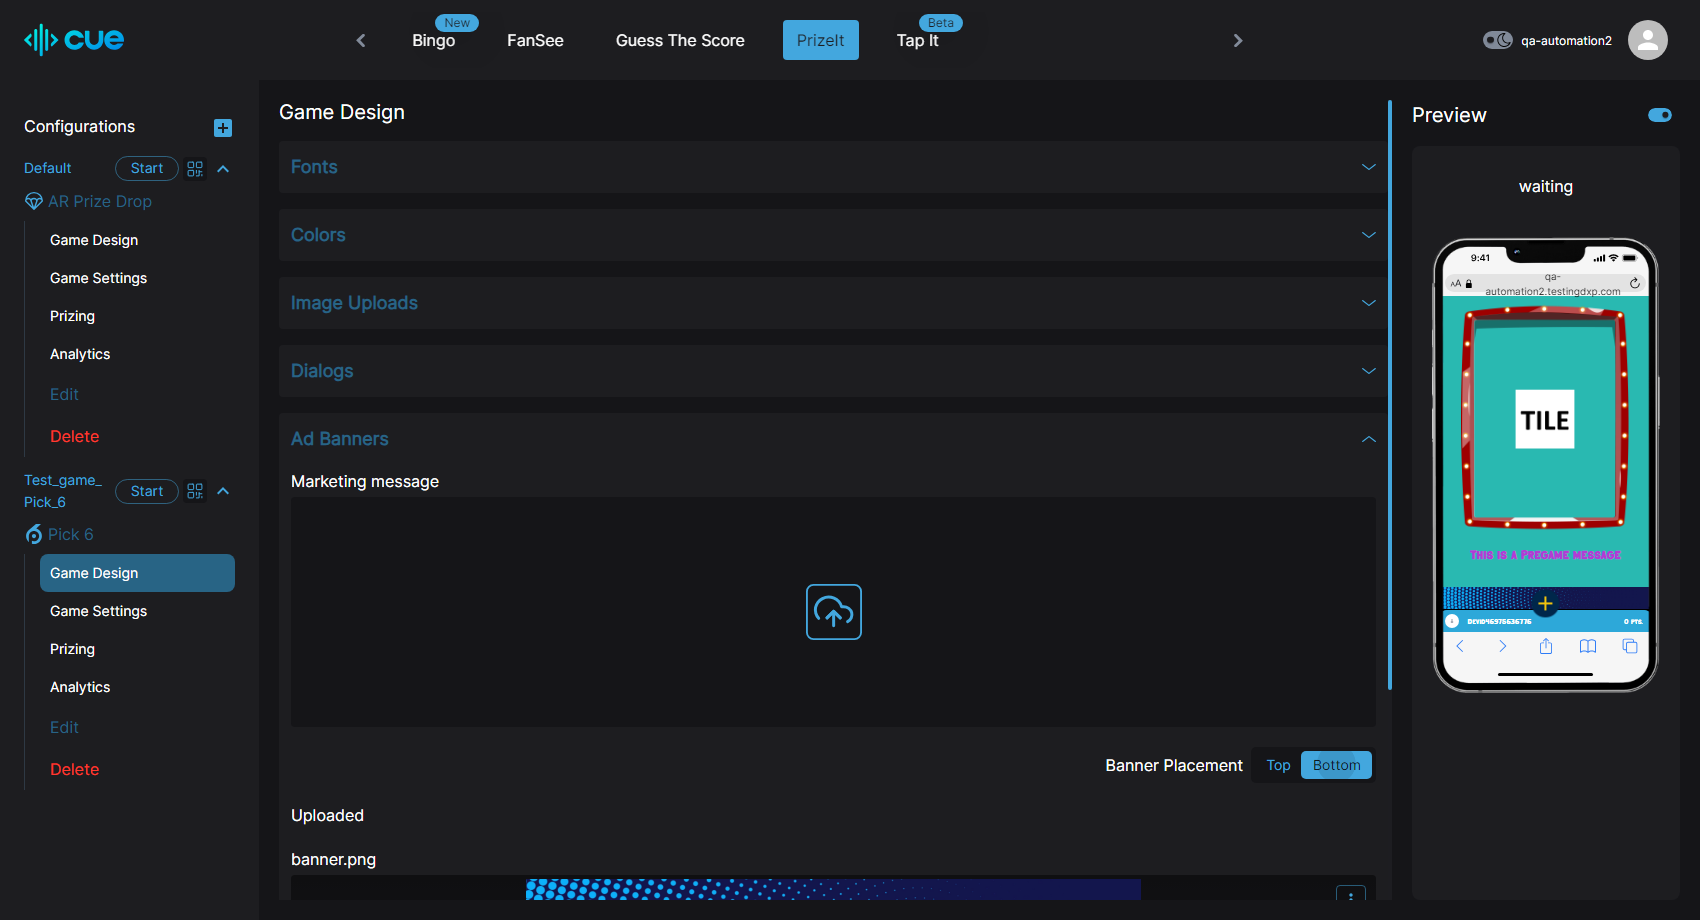 cue
New
Bingo
FanSee
Guess The Score
PrizeIt
Beta
Tap It
qa-automation2
Configurations
Default
Start
AR Prize Drop
Game Design
Game Settings
Prizing
Analytics
Edit
Delete
Test_game_
Pick_6
Start
Pick 6
Game Design
Game Settings
Prizing
Analytics
Edit
Delete
Game Design
Fonts
Colors
Image Uploads
Dialogs
Ad Banners
Marketing message
Banner Placement
Top
Bottom
Uploaded
banner.png
Preview
waiting
9:41
AA
qa-
automation2.testingdxp.com
TILE
THIS IS A PREGAME MESSAGE
0 PTS.